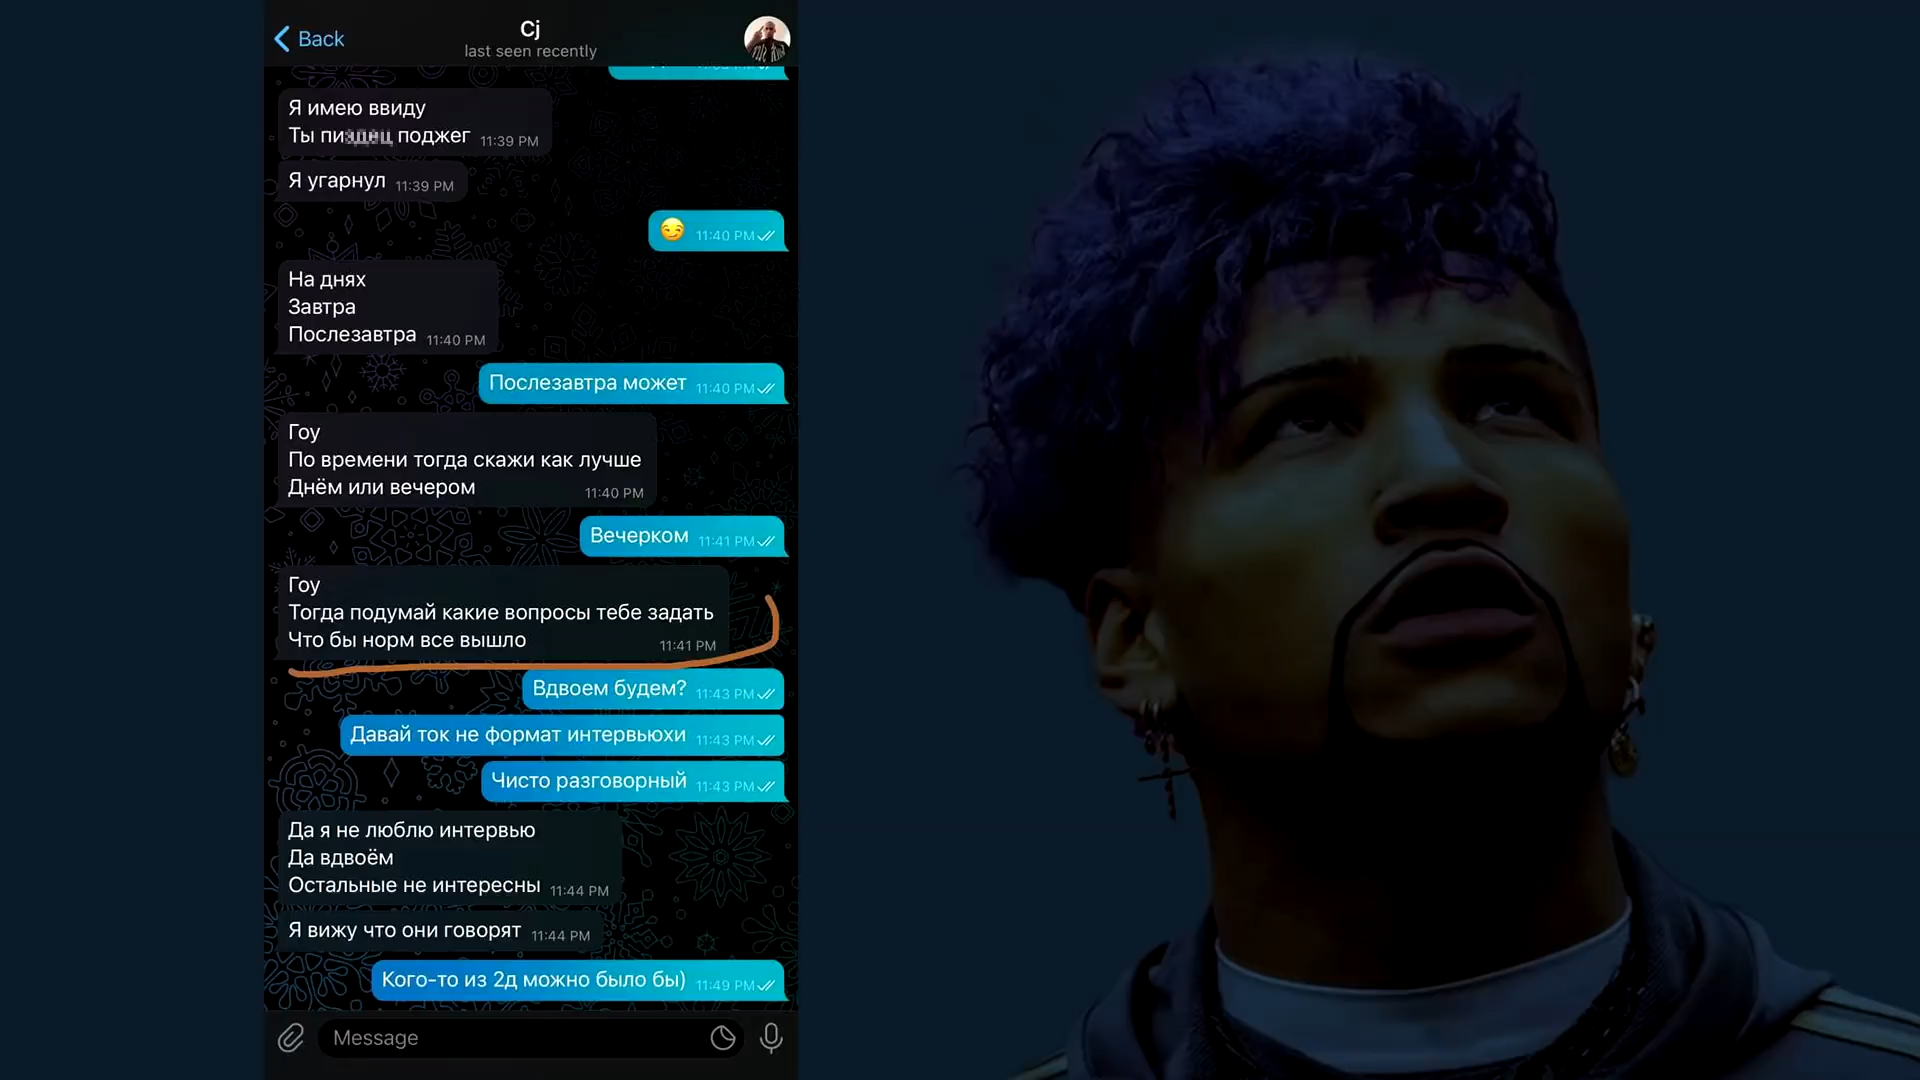 Back
Cj
last seen recently
Я имею ввиду
Ты пиздец поджег 11:39 PM
Я угарнул 11:39 PM
😏 11:40 PM
На днях
Завтра
Послезавтра 11:40 PM
Послезавтра может 11:40 PM
Гоу
По времени тогда скажи как лучше
Днём или вечером 11:40 PM
Вечерком 11:41 PM
Гоу
Тогда подумай какие вопросы тебе задать
Что бы норм все вышло 11:41 PM
Вдвоем будем? 11:43 PM
Давай ток не формат интервьюхи 11:43 PM
Чисто разговорный 11:43 PM
Да я не люблю интервью
Да вдвоём
Остальные не интересны 11:44 PM
Я вижу что они говорят 11:44 PM
Кого-то из 2д можно было бы) 11:49 PM
Message